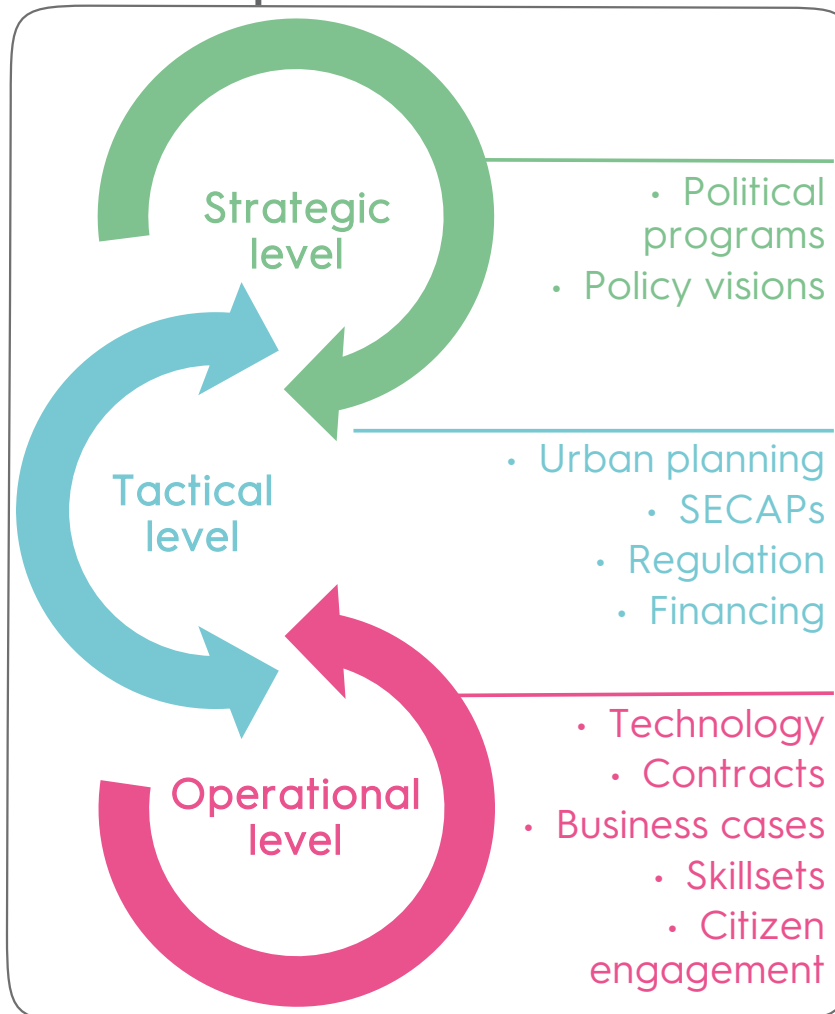 Strategic
level
· Political
programs
· Policy visions
Tactical
level
· Urban planning
· SECAPs
· Regulation
· Financing
Operational
level
· Technology
· Contracts
· Business cases
· Skillsets
· Citizen
engagement